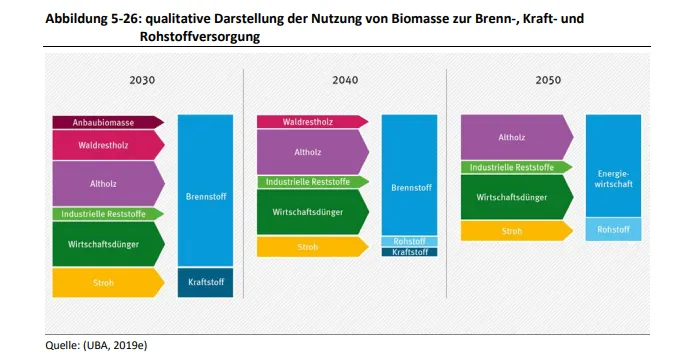 Abbildung 5-26: qualitative Darstellung der Nutzung von Biomasse zur Brenn-, Kraft- und
Rohstoffversorgung
2030
Anbaubiomasse
Waldrestholz
Altholz
Industrielle Reststoffe
Wirtschaftsdünger
Stroh
Brennstoff
Kraftstoff
2040
Waldrestholz
Altholz
Industrielle Reststoffe
Wirtschaftsdünger
Stroh
Brennstoff
Rohstoff
Kraftstoff
2050
Altholz
Industrielle Reststoffe
Wirtschaftsdünger
Stroh
Energie-
wirtschaft
Rohstoff
Quelle: (UBA, 2019e)